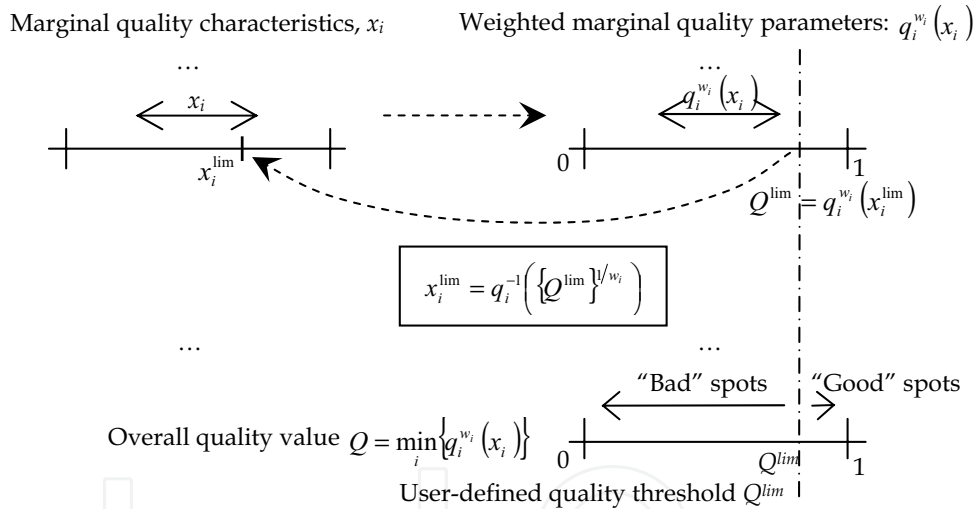 Marginal quality characteristics, xᵢ
Weighted marginal quality parameters: qᵢ^{wᵢ}(xᵢ)
...
...
xᵢ
qᵢ^{wᵢ}(xᵢ)
xᵢ^{lim}
0
1
Q^{lim} = qᵢ^{wᵢ}(xᵢ^{lim})
xᵢ^{lim} = qᵢ^{-1}({Q^{lim}}^{1/wᵢ})
...
...
"Bad" spots
"Good" spots
Overall quality value Q = min_i{qᵢ^{wᵢ}(xᵢ)}
0
Q^{lim}
1
User-defined quality threshold Q^{lim}